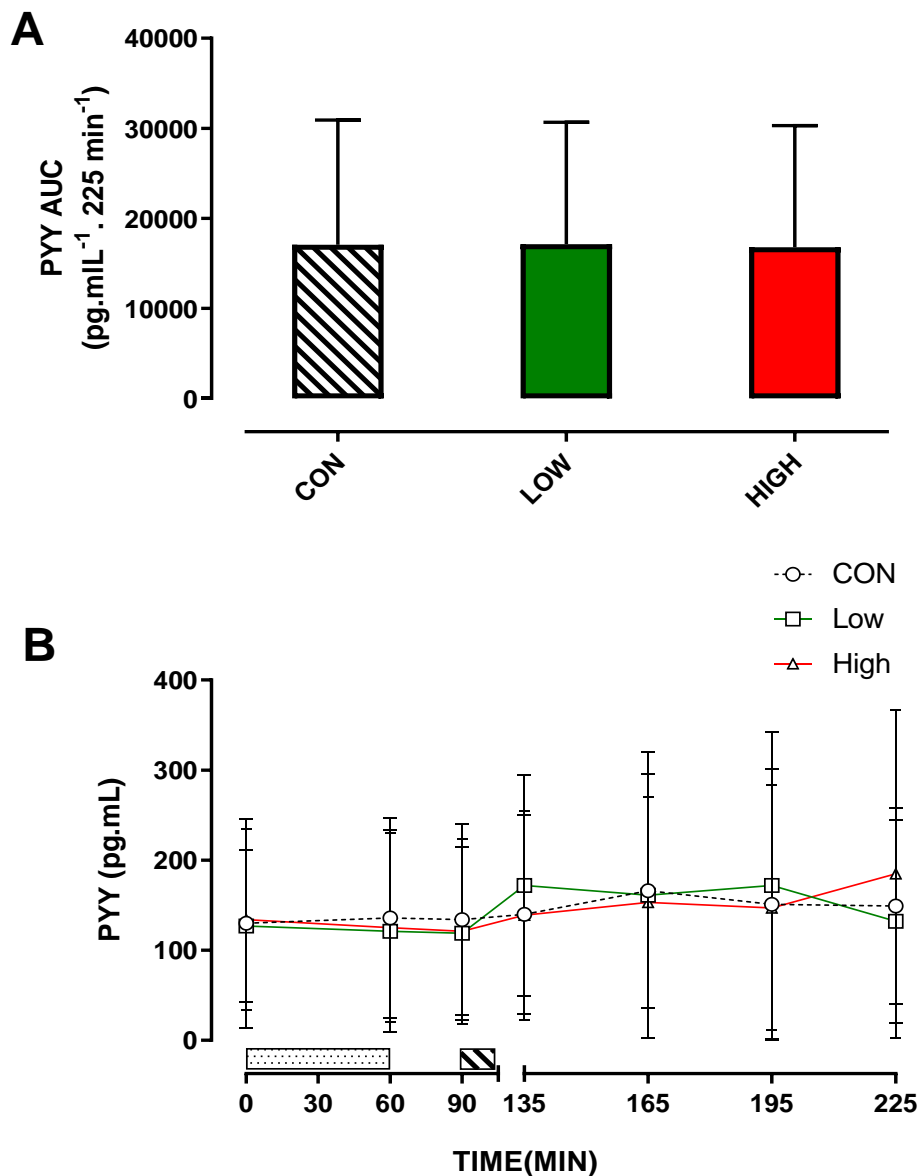 A
PYY AUC
(pg.mlL⁻¹ . 225 min⁻¹)
40000
30000
20000
10000
0
CON
LOW
HIGH
CON
Low
High
B
PYY (pg.mL)
400
300
200
100
0
0 30 60 90 135 165 195 225
TIME(MIN)